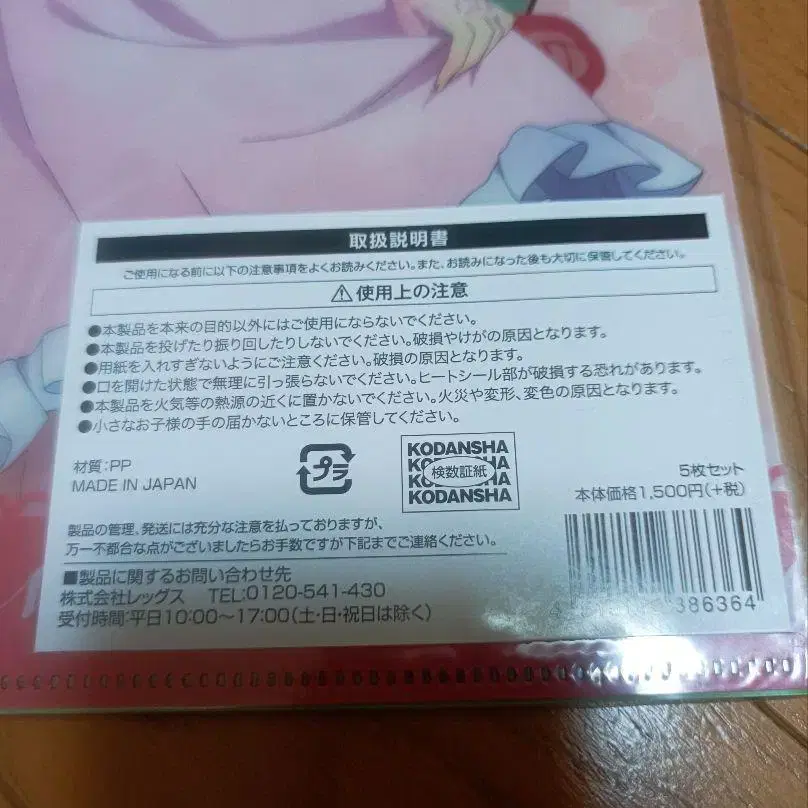 取扱説明書
ご使用になる前に以下の注意事項をよくお読みください。また、お読みになった後も大切に保管してください。
⚠使用上の注意
●本製品を本来の目的以外にはご使用にならないでください。
●本製品を投げたり振り回したりしないでください。破損やけがの原因となります。
●用紙を入れすぎないようにご注意ください。破損の原因となります。
●口を開けた状態で無理に引っ張らないでください。ヒートシール部が破損する恐れがあります。
●本製品を火気等の熱源の近くに置かないでください。火災や変形、変色の原因となります。
●小さなお子様の手の届かないところに保管してください。
材質:PP
MADE IN JAPAN
プラ
KODANSHA
検数証紙
KODANSHA
5枚セット
本体価格1,500円(+税)
386364
製品の管理、発送には充分な注意を払っておりますが、
万一不都合な点がございましたらお手数ですが下記までご連絡ください。
■製品に関するお問い合わせ先
株式会社レッグス TEL:0120-541-430
受付時間:平日10:00〜17:00(土・日・祝日は除く)